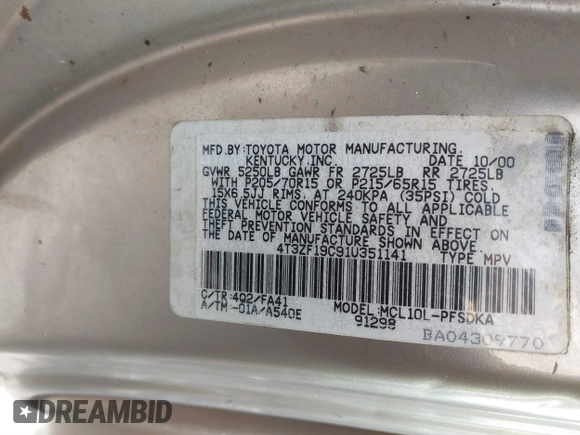 MFD.BY:TOYOTA MOTOR MANUFACTURING,
KENTUCKY,INC. DATE 10/00
GVWR 5250LB GAWR FR 2725LB RR 2725LB
WITH P205/70R15 OR P215/65R15 TIRES,
15X6.5JJ RIMS, AT 240KPA (35PSI) COLD
THIS VEHICLE CONFORMS TO ALL APPLICABLE
FEDERAL MOTOR VEHICLE SAFETY AND
THEFT PREVENTION STANDARDS IN EFFECT ON
THE DATE OF MANUFACTURE SHOWN ABOVE.
4T3ZF19C91U351141 TYPE MPV
C/TR:4Q2/FA41 MODEL:MCL10L-PFSDKA
A/TM:-01A/A540E 91298
BA04309770
DREAMBID